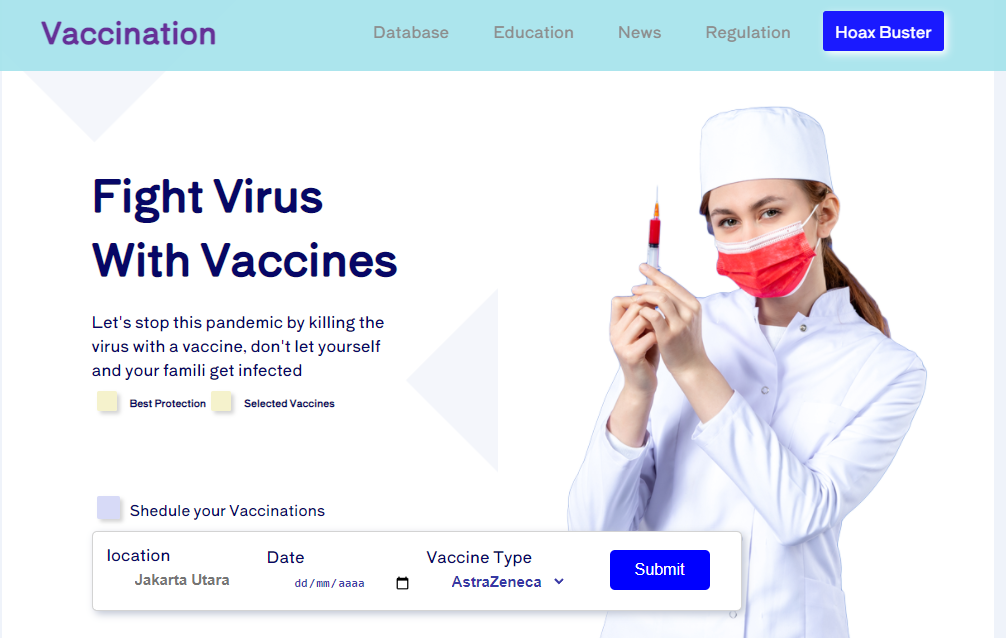 Vaccination
Database Education News Regulation Hoax Buster
Fight Virus
With Vaccines
Let's stop this pandemic by killing the
virus with a vaccine, don't let yourself
and your famili get infected
Best Protection Selected Vaccines
Shedule your Vaccinations
location Date Vaccine Type
Jakarta Utara dd/mm/aaaa AstraZeneca
Submit